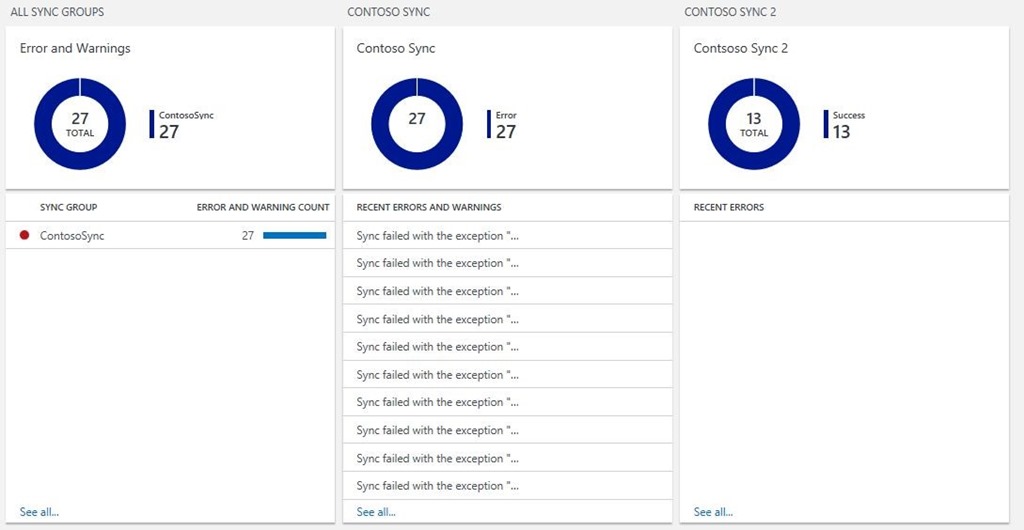 ALL SYNC GROUPS
Error and Warnings
27
TOTAL
ContosoSync
27
SYNC GROUP ERROR AND WARNING COUNT
ContosoSync 27
See all...
CONTOSO SYNC
Contoso Sync
27
Error
27
RECENT ERRORS AND WARNINGS
Sync failed with the exception "...
Sync failed with the exception "...
Sync failed with the exception "...
Sync failed with the exception "...
Sync failed with the exception "...
Sync failed with the exception "...
Sync failed with the exception "...
Sync failed with the exception "...
Sync failed with the exception "...
Sync failed with the exception "...
See all...
CONTOSO SYNC 2
Contsoso Sync 2
13
TOTAL
Success
13
RECENT ERRORS
See all...